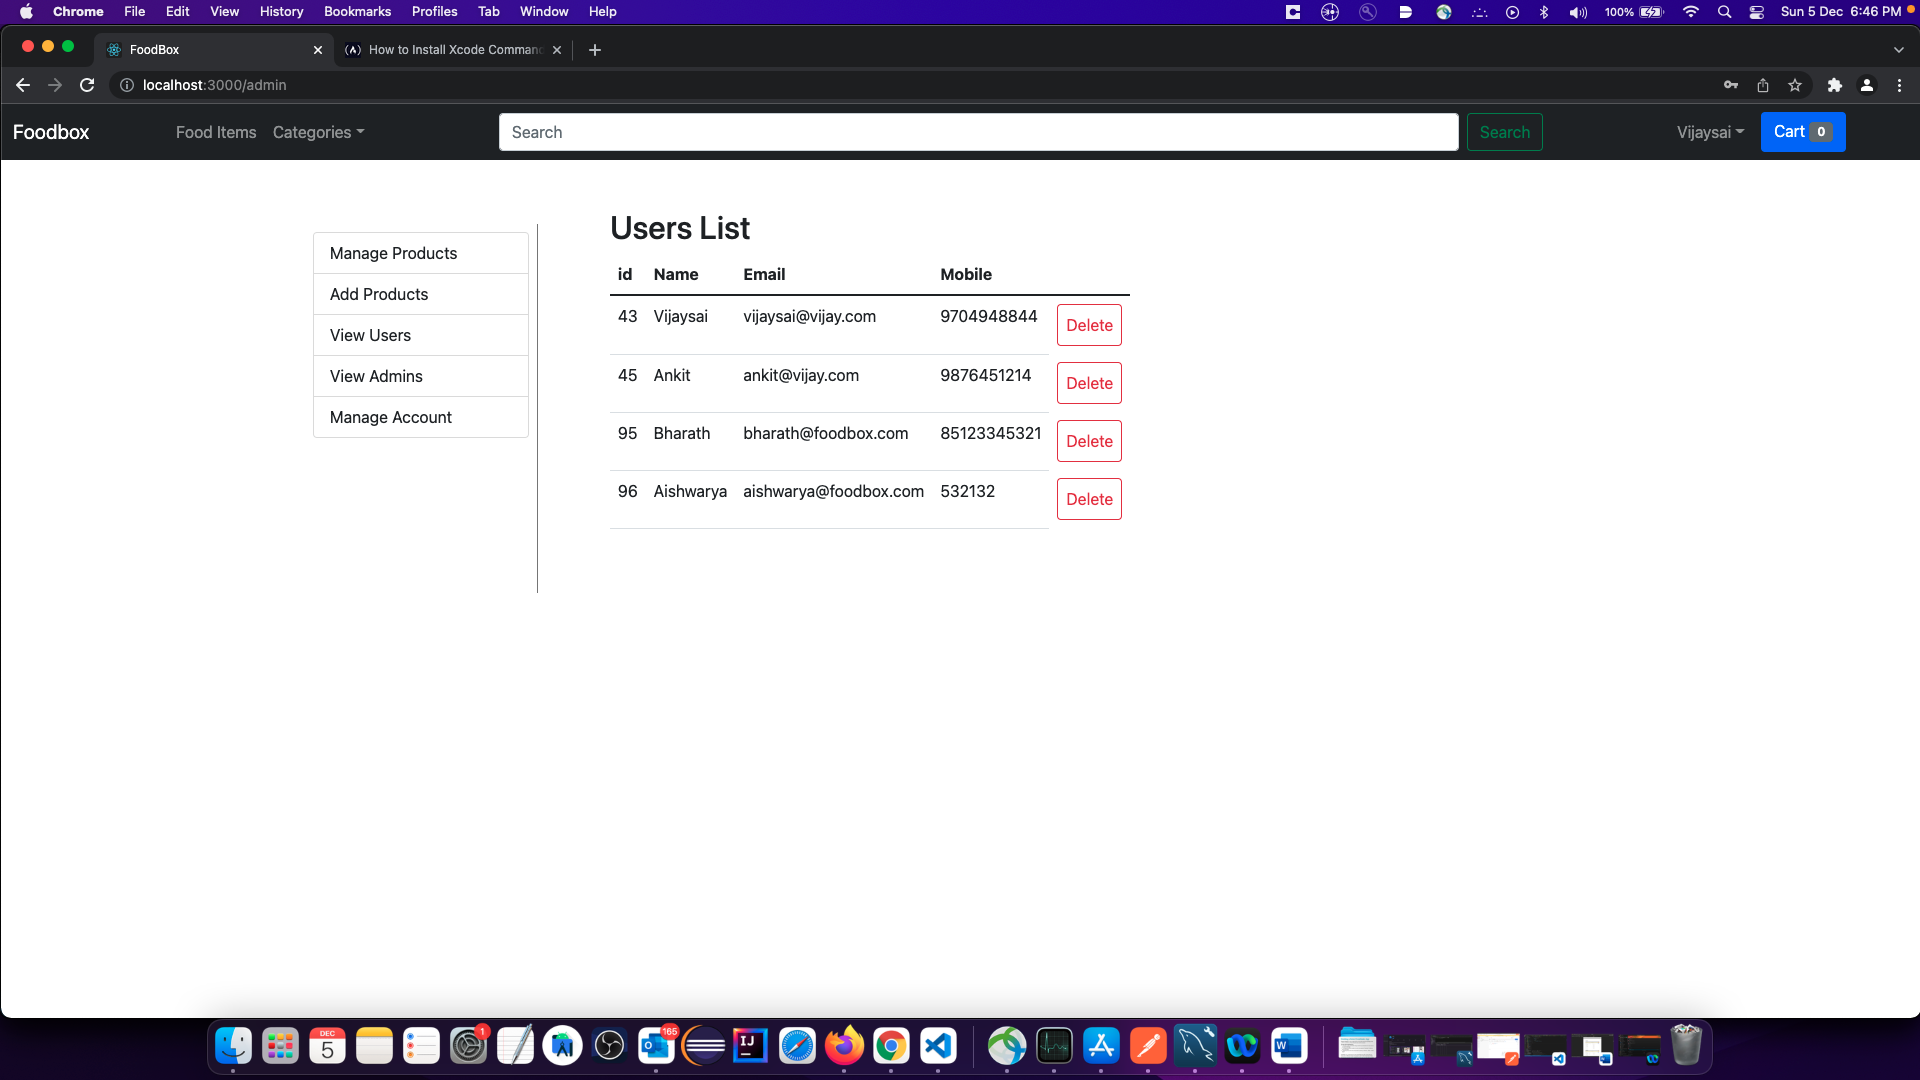 Chrome File Edit View History Bookmarks Profiles Tab Window Help 100% Sun 5 Dec 6:46 PM
FoodBox How to Install Xcode Comman
localhost:3000/admin
Foodbox Food Items Categories Search Search Vijaysai Cart 0
Manage Products
Add Products
View Users
View Admins
Manage Account
Users List
id Name Email Mobile
43 Vijaysai vijaysai@vijay.com 9704948844 Delete
45 Ankit ankit@vijay.com 9876451214 Delete
95 Bharath bharath@foodbox.com 85123345321 Delete
96 Aishwarya aishwarya@foodbox.com 532132 Delete
DEC 5 1 165 IJ W